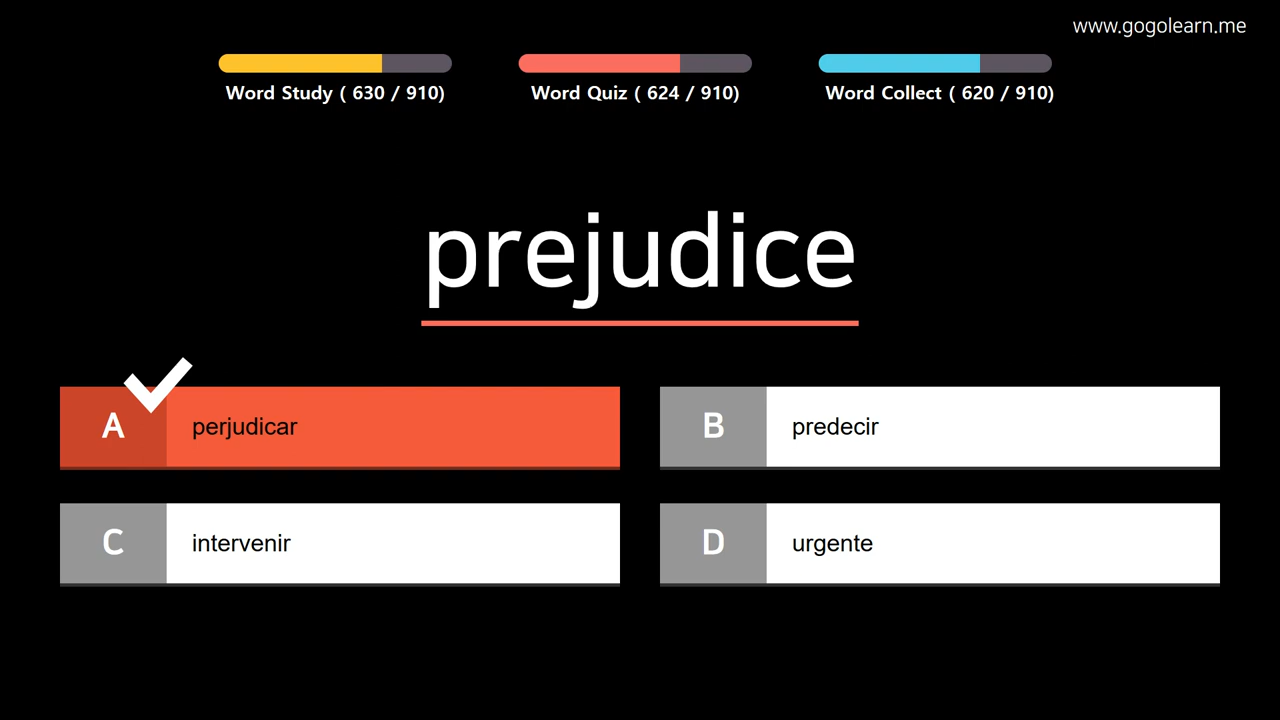 www.gogolearn.me
Word Study ( 630 / 910)
Word Quiz ( 624 / 910)
Word Collect ( 620 / 910)
prejudice
A perjudicar
B predecir
C intervenir
D urgente